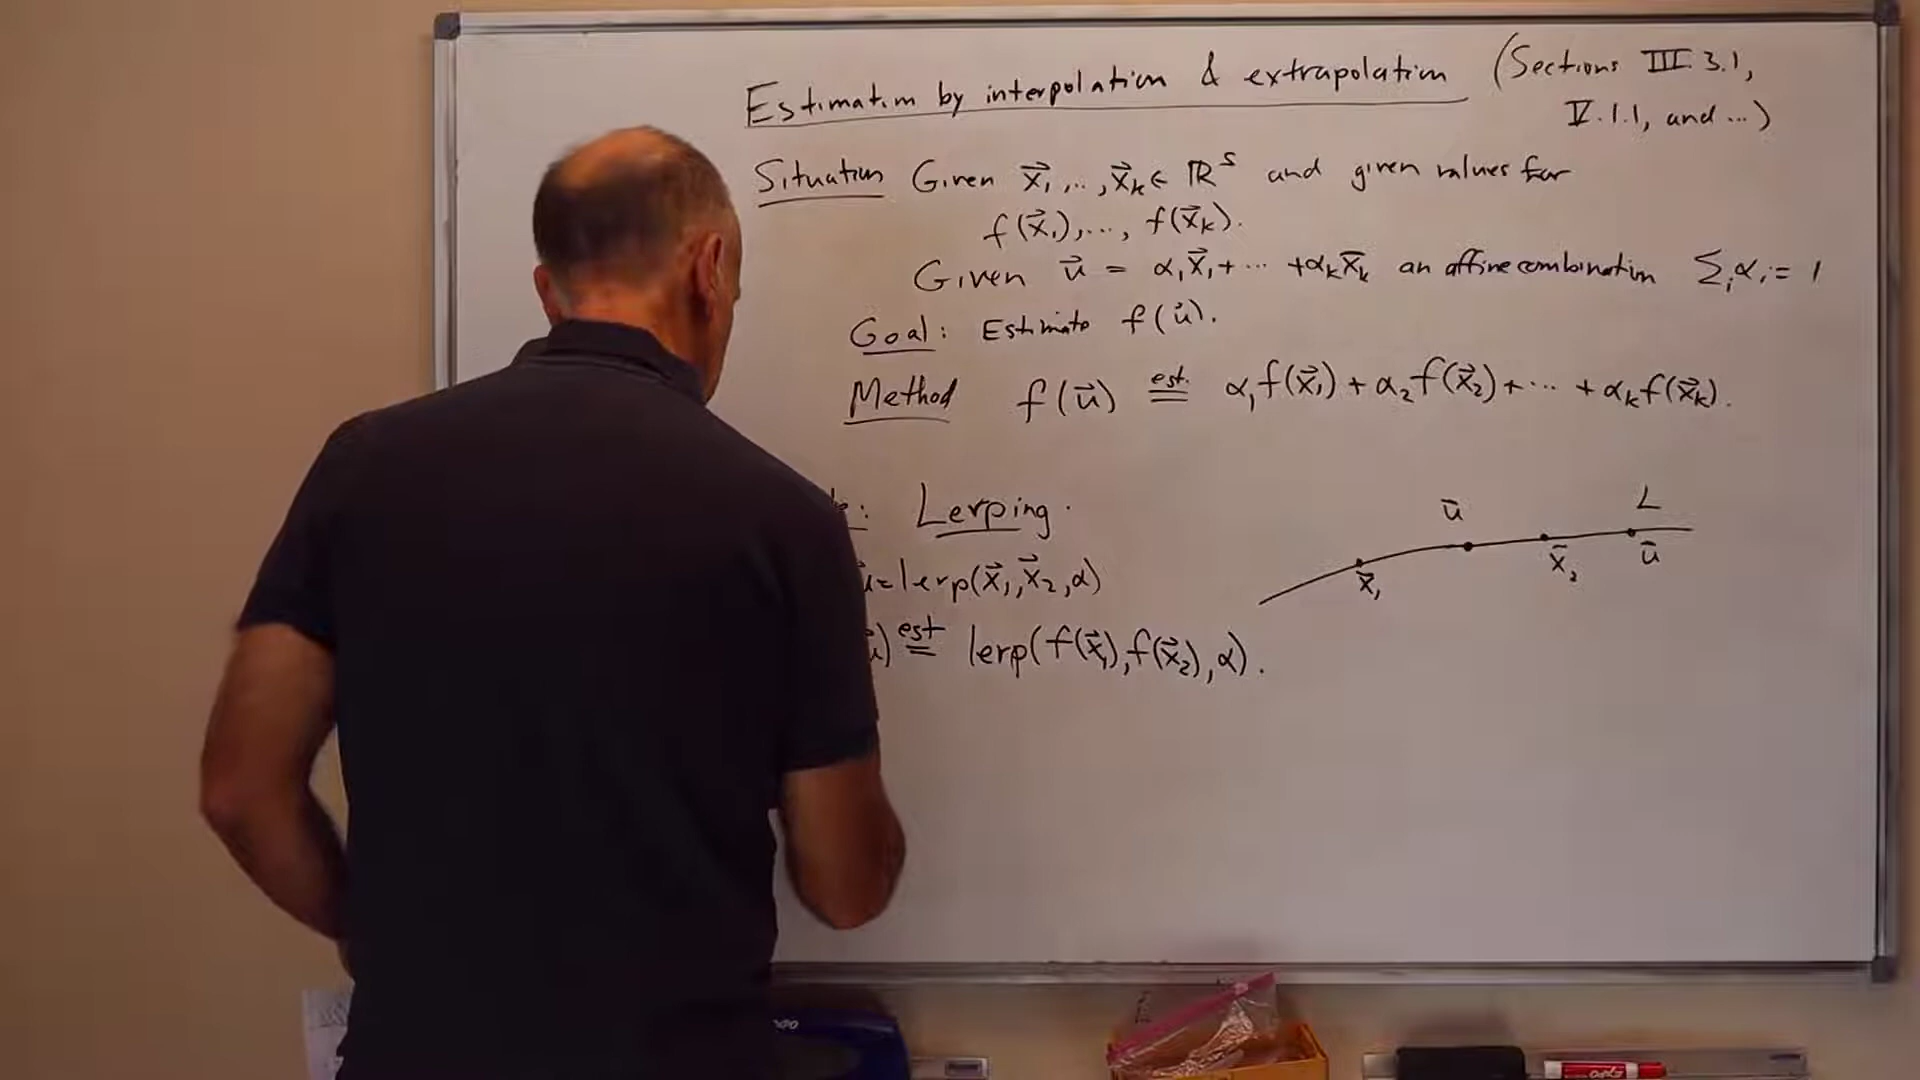 Estimation by interpolation & extrapolation (Sections III.3.1,
V.1.1, and ...)
Situation Given x⃗₁,..,x⃗ₖ ∈ ℝˢ and given values for
f(x⃗₁),..., f(x⃗ₖ).
Given u⃗ = α₁x⃗₁+ ··· +αₖx̄ₖ an affine combination Σᵢαᵢ = 1
Goal: Estimate f(u⃗).
Method f(u⃗) est. = α₁f(x⃗₁) + α₂f(x⃗₂) + ··· + αₖf(x⃗ₖ).
: Lerping.
u = lerp(x⃗₁,x⃗₂,α)
u) est = lerp(f(x⃗₁),f(x⃗₂),α).
ū L
x̄₁ x̄₂ ū